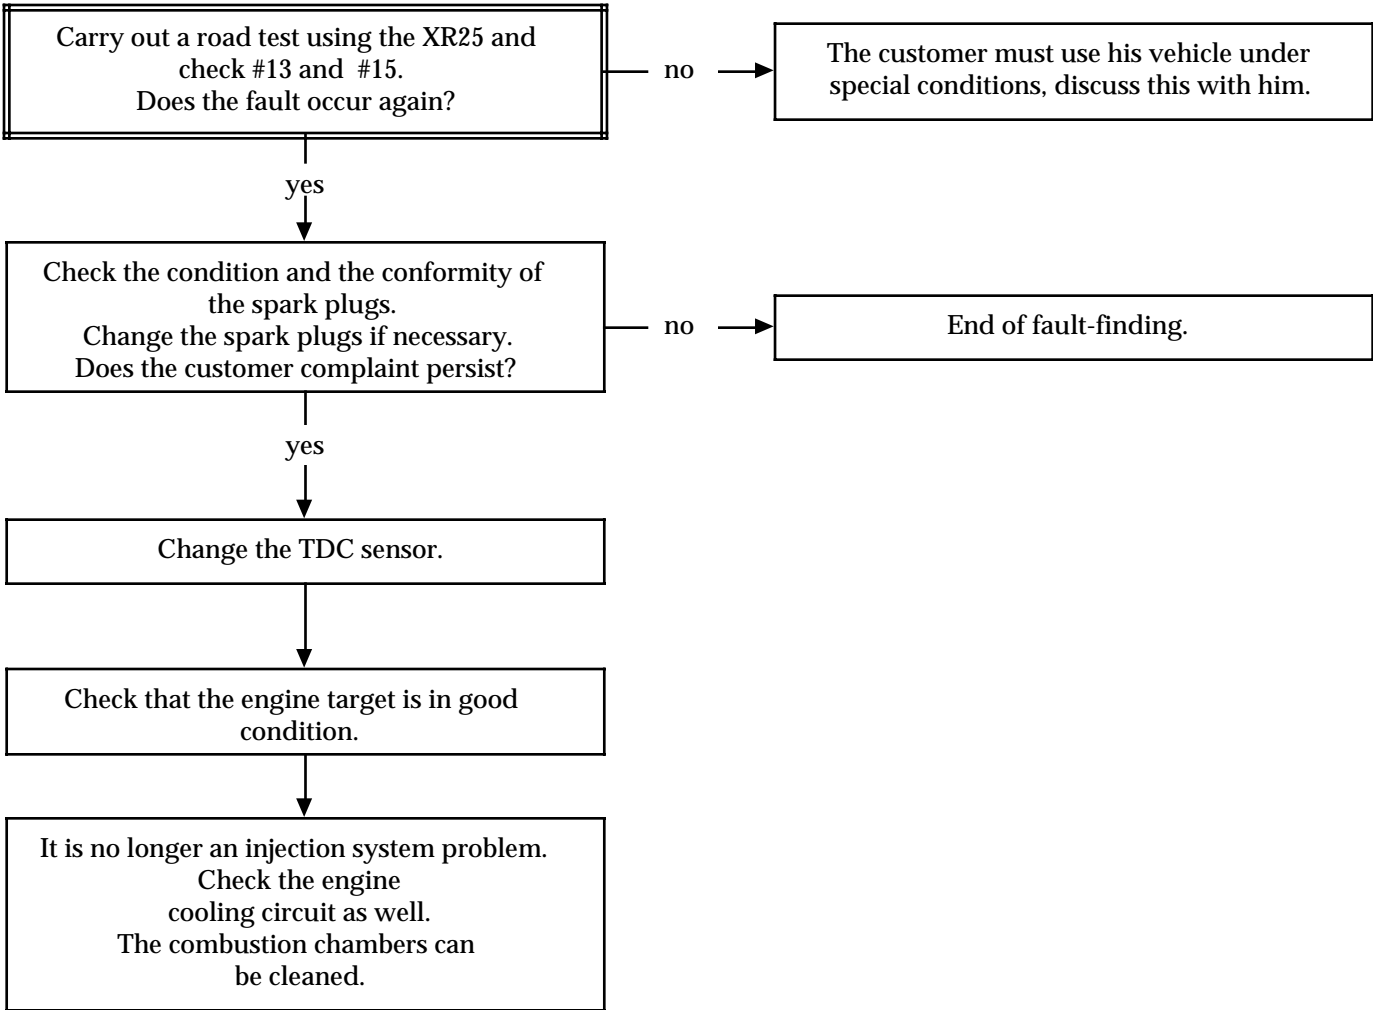 Carry out a road test using the XR25 and
check #13 and #15.
Does the fault occur again?
no
The customer must use his vehicle under
special conditions, discuss this with him.
yes
Check the condition and the conformity of
the spark plugs.
Change the spark plugs if necessary.
Does the customer complaint persist?
no
End of fault-finding.
yes
Change the TDC sensor.
Check that the engine target is in good
condition.
It is no longer an injection system problem.
Check the engine
cooling circuit as well.
The combustion chambers can
be cleaned.